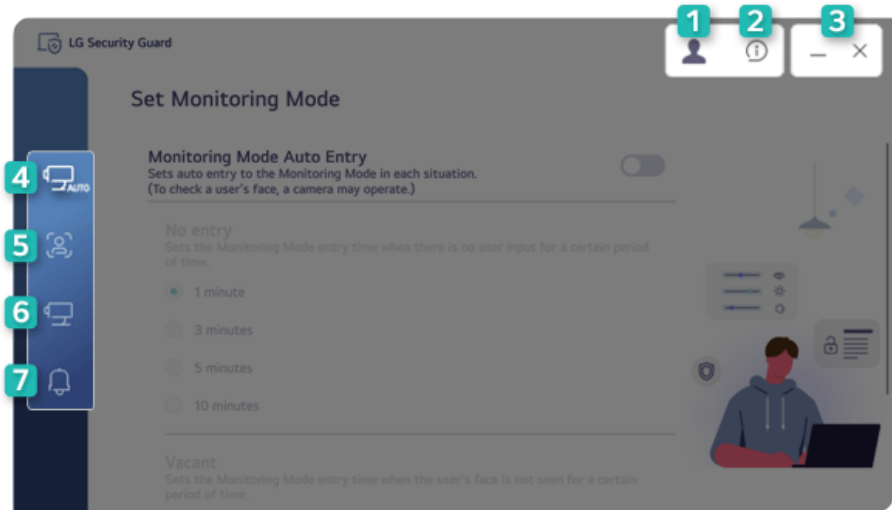 1 2 3
LG Security Guard
Set Monitoring Mode
Monitoring Mode Auto Entry
Sets auto entry to the Monitoring Mode in each situation.
(To check a user's face, a camera may operate.)
4 AUTO
No entry
Sets the Monitoring Mode entry time when there is no user input for a certain period
of time.
5
1 minute
6
3 minutes
5 minutes
7
10 minutes
Vacant
Sets the Monitoring Mode entry time when the user's face is not seen for a certain
period of time.